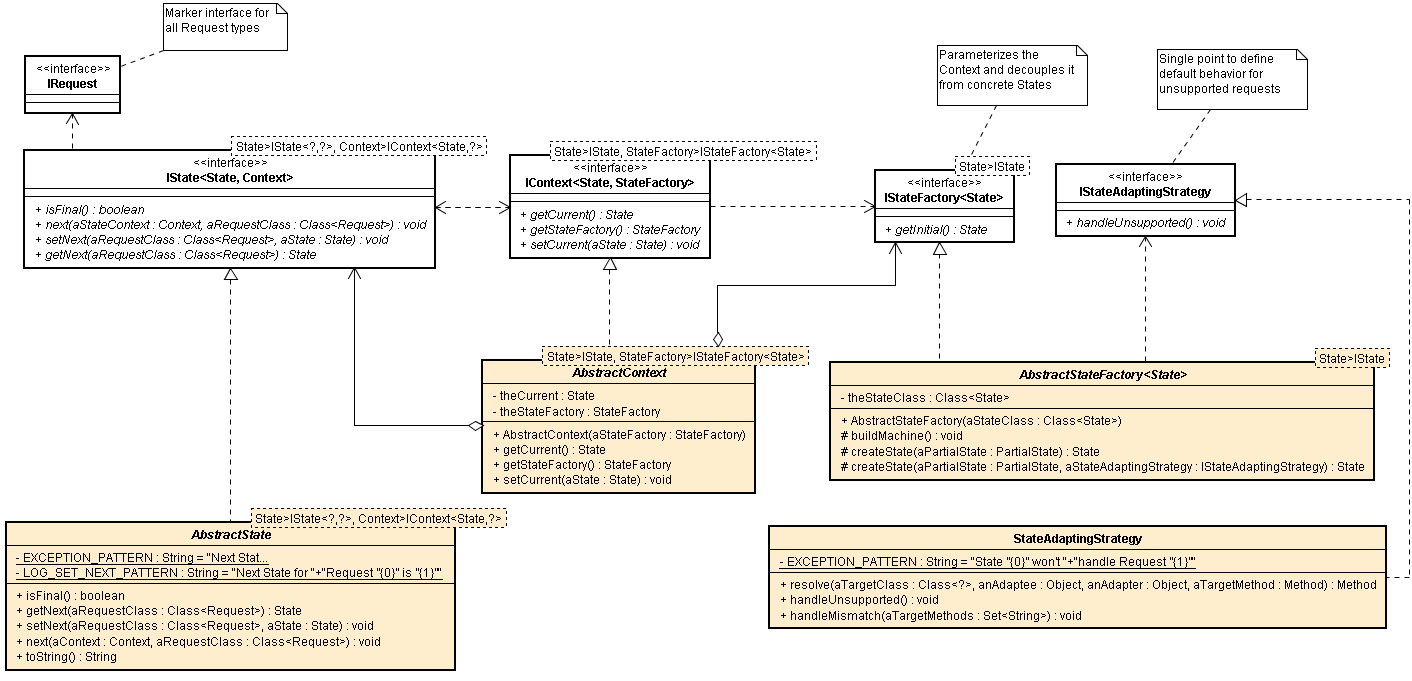 Marker interface for
all Request types
<<interface>>
IRequest
State>IState<?,?>, Context>IContext<State,?>
<<interface>>
IState<State, Context>
+ isFinal() : boolean
+ next(aStateContext : Context, aRequestClass : Class<Request>) : void
+ setNext(aRequestClass : Class<Request>, aState : State) : void
+ getNext(aRequestClass : Class<Request>) : State
State>IState, StateFactory>IStateFactory<State>
<<interface>>
IContext<State, StateFactory>
+ getCurrent() : State
+ getStateFactory() : StateFactory
+ setCurrent(aState : State) : void
Parameterizes the
Context and decouples it
from concrete States
State>IState
<<interface>>
IStateFactory<State>
+ getInitial() : State
Single point to define
default behavior for
unsupported requests
<<interface>>
IStateAdaptingStrategy
+ handleUnsupported() : void
State>IState, StateFactory>IStateFactory<State>
AbstractContext
- theCurrent : State
- theStateFactory : StateFactory
+ AbstractContext(aStateFactory : StateFactory)
+ getCurrent() : State
+ getStateFactory() : StateFactory
+ setCurrent(aState : State) : void
State>IState
AbstractStateFactory<State>
- theStateClass : Class<State>
+ AbstractStateFactory(aStateClass : Class<State>)
# buildMachine() : void
# createState(aPartialState : PartialState) : State
# createState(aPartialState : PartialState, aStateAdaptingStrategy : IStateAdaptingStrategy) : State
State>IState<?,?>, Context>IContext<State,?>
AbstractState
- EXCEPTION_PATTERN : String = "Next Stat...
- LOG_SET_NEXT_PATTERN : String = "Next State for "+"Request "{0}" is "{1}""
+ isFinal() : boolean
+ getNext(aRequestClass : Class<Request>) : State
+ setNext(aRequestClass : Class<Request>, aState : State) : void
+ next(aContext : Context, aRequestClass : Class<Request>) : void
+ toString() : String
StateAdaptingStrategy
- EXCEPTION_PATTERN : String = "State "{0}" won't "+"handle Request "{1}""
+ resolve(aTargetClass : Class<?>, anAdaptee : Object, anAdapter : Object, aTargetMethod : Method) : Method
+ handleUnsupported() : void
+ handleMismatch(aTargetMethods : Set<String>) : void